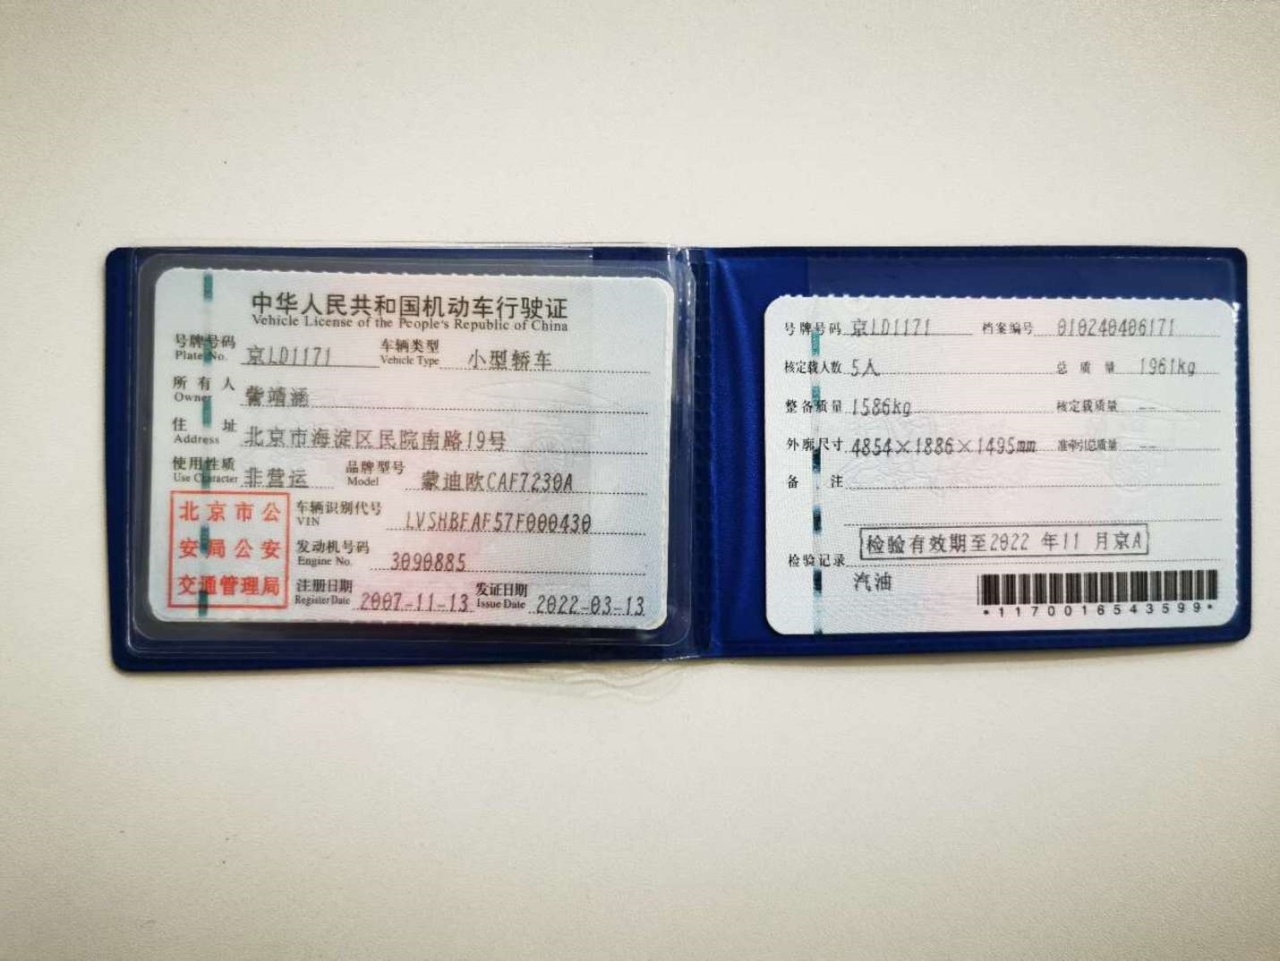 中华人民共和国机动车行驶证
Vehicle License of the People's Republic of China
号牌号码 京LD1171 车辆类型 小型轿车
Plate No. Vehicle Type
所有人 靖涵
Owner
住址 北京市海淀区民院南路19号
Address
使用性质 非营运 品牌型号 蒙迪欧CAF7230A
Use Character Model
北京市公
安局公安
交通管理局
车辆识别代号 LVSHBFAF57F000430
VIN
发动机号码 3090885
Engine No.
注册日期 2007-11-13 发证日期 2022-03-13
Register Date Issue Date
号牌号码 京LD1171 档案编号 010240406171
核定载人数 5人 总质量 1961kg
整备质量 1586kg 核定载质量 --
外廓尺寸 4854×1886×1495mm 准牵引总质量 --
备注
检验记录 检验有效期至2022 年11 月京A
汽油
*1170016543599*